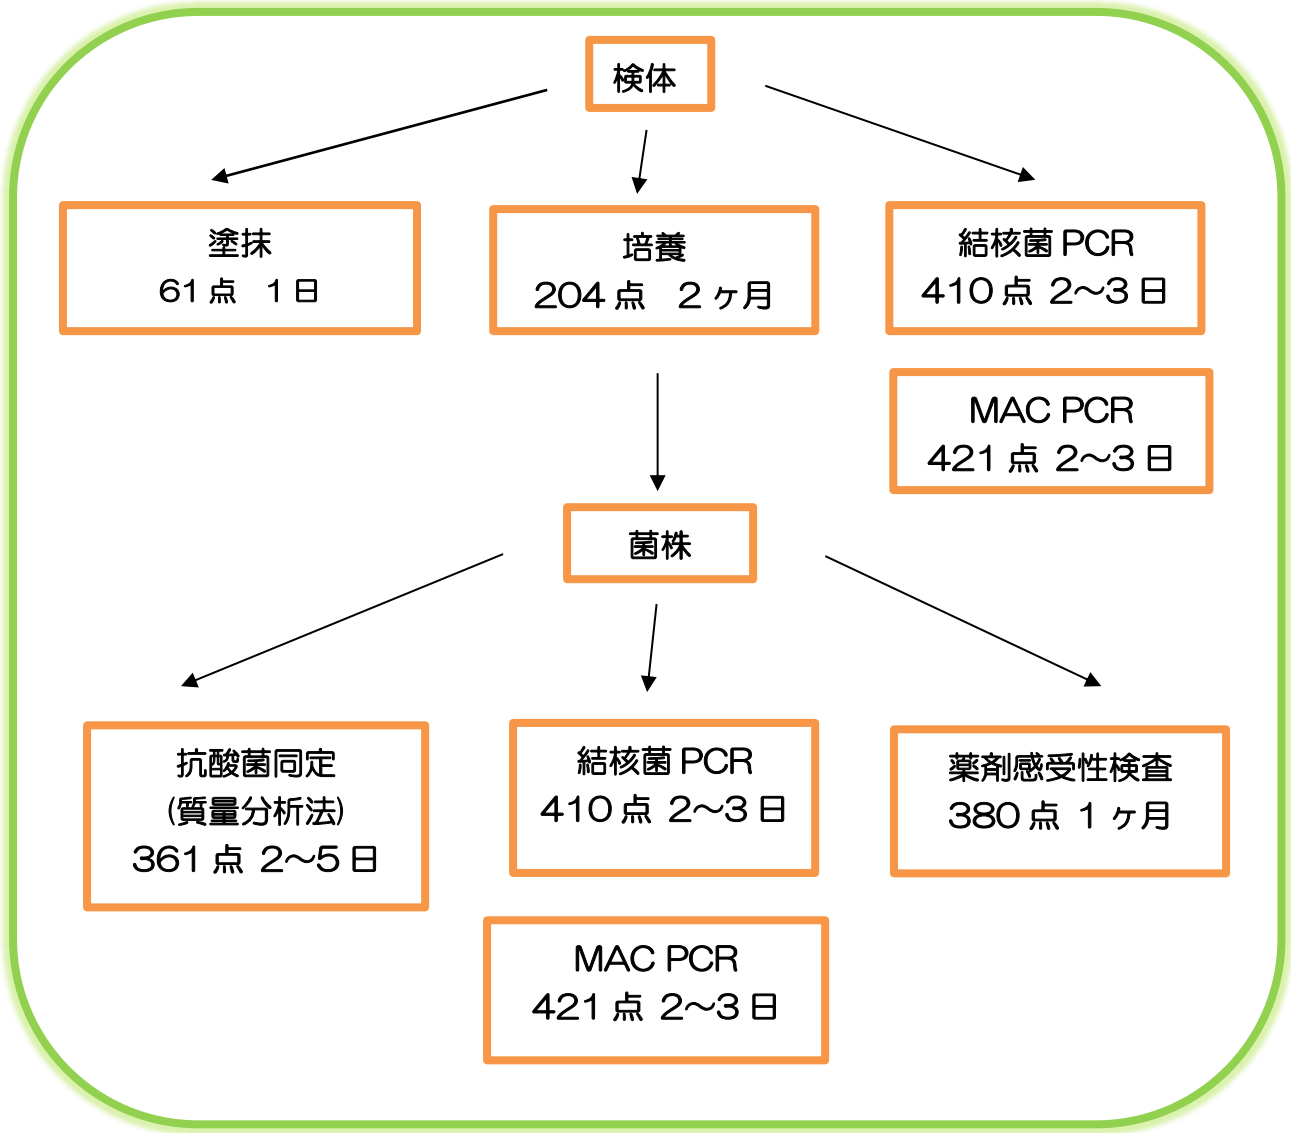 検体
塗抹
61点 1日
培養
204点 2ヶ月
結核菌PCR
410点 2～3日
MAC PCR
421点 2～3日
菌株
抗酸菌同定
(質量分析法)
361点 2～5日
結核菌PCR
410点 2～3日
MAC PCR
421点 2～3日
薬剤感受性検査
380点 1ヶ月